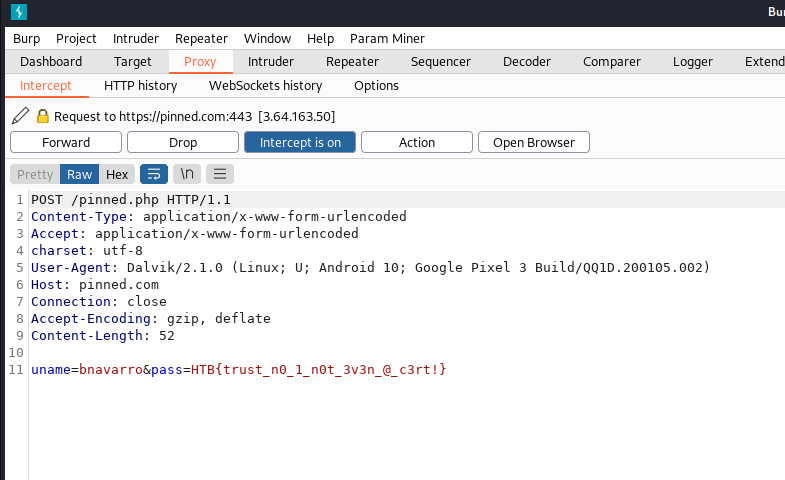 Bur
Burp Project Intruder Repeater Window Help Param Miner
Dashboard Target Proxy Intruder Repeater Sequencer Decoder Comparer Logger Extend
Intercept HTTP history WebSockets history Options
Request to https://pinned.com:443 [3.64.163.50]
Forward Drop Intercept is on Action Open Browser
Pretty Raw Hex \n
1 POST /pinned.php HTTP/1.1
2 Content-Type: application/x-www-form-urlencoded
3 Accept: application/x-www-form-urlencoded
4 charset: utf-8
5 User-Agent: Dalvik/2.1.0 (Linux; U; Android 10; Google Pixel 3 Build/QQ1D.200105.002)
6 Host: pinned.com
7 Connection: close
8 Accept-Encoding: gzip, deflate
9 Content-Length: 52
10
11 uname=bnavarro&pass=HTB{trust_n0_1_n0t_3v3n_@_c3rt!}